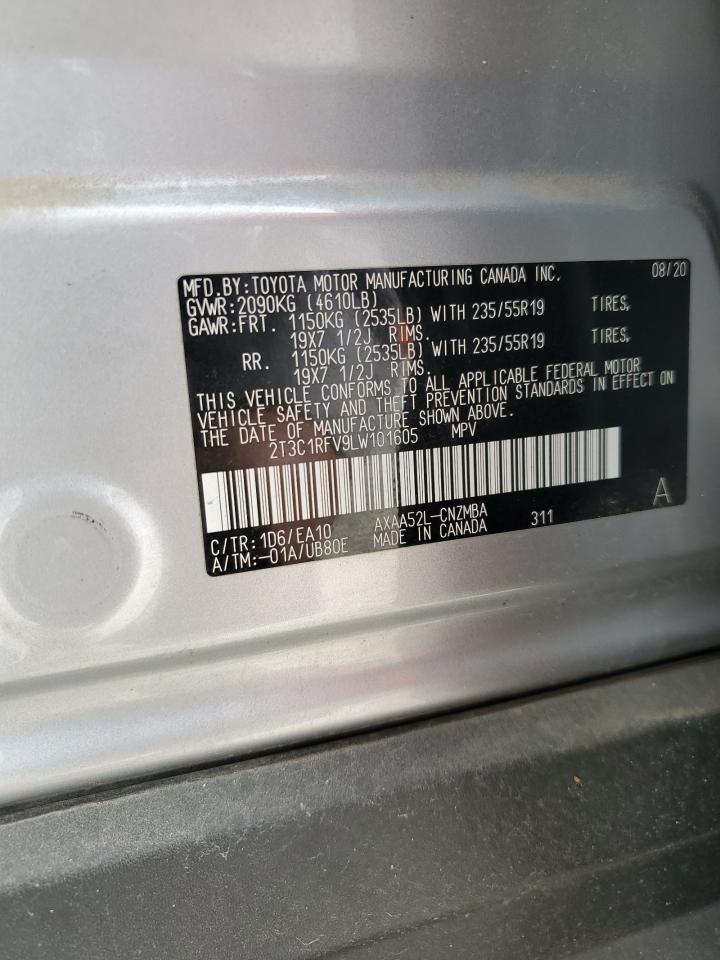 MFD.BY:TOYOTA MOTOR MANUFACTURING CANADA INC. 08/20
GVWR:2090KG (4610LB)
GAWR:FRT. 1150KG (2535LB) WITH 235/55R19 TIRES,
19X7 1/2J RIMS.
RR. 1150KG (2535LB) WITH 235/55R19 TIRES,
19X7 1/2J RIMS.
THIS VEHICLE CONFORMS TO ALL APPLICABLE FEDERAL MOTOR
VEHICLE SAFETY AND THEFT PREVENTION STANDARDS IN EFFECT ON
THE DATE OF MANUFACTURE SHOWN ABOVE.
2T3C1RFV9LW101605 MPV
C/TR:1D6/EA10 AXAA52L-CNZMBA 311 A
A/TM:-01A/UB80E MADE IN CANADA